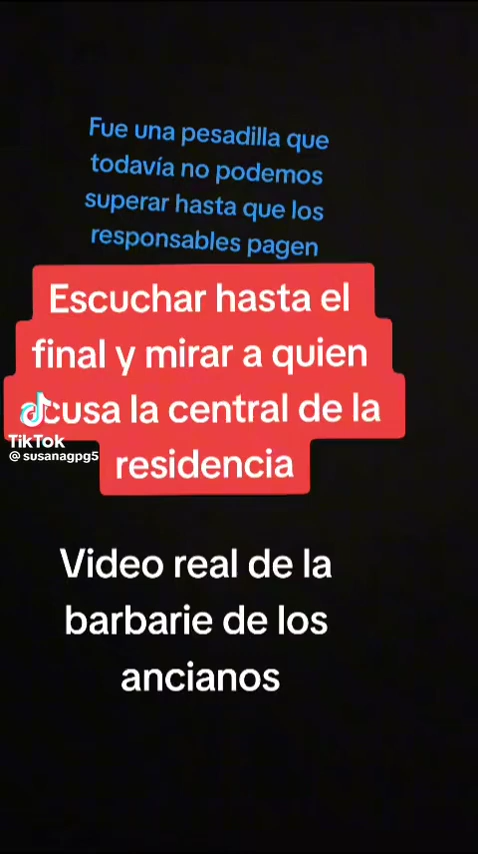 Fue una pesadilla que
todavía no podemos
superar hasta que los
responsables pagen
Escuchar hasta el
final y mirar a quien
acusa la central de la
residencia
TikTok
@susanagpg5
Video real de la
barbarie de los
ancianos